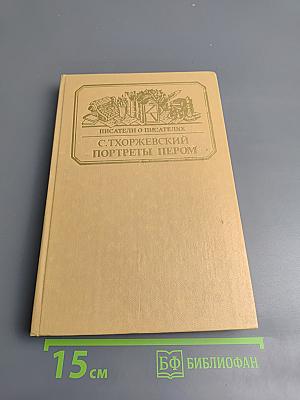 ПИСАТЕЛИ О ПИСАТЕЛЯХ
С.ТХОРЖЕВСКИЙ
ПОРТРЕТЫ ПЕРОМ
15 см
БФ БИБЛИОФАН